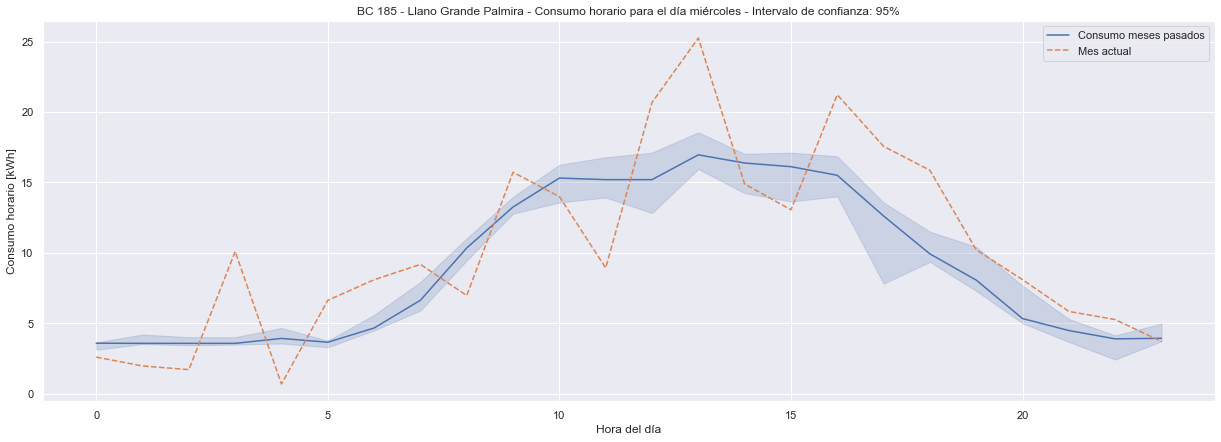 BC 185 - Llano Grande Palmira - Consumo horario para el día miércoles - Intervalo de confianza: 95%
Consumo meses pasados
Mes actual
Consumo horario [kWh]
25
20
15
10
5
0
0 5 10 15 20
Hora del día